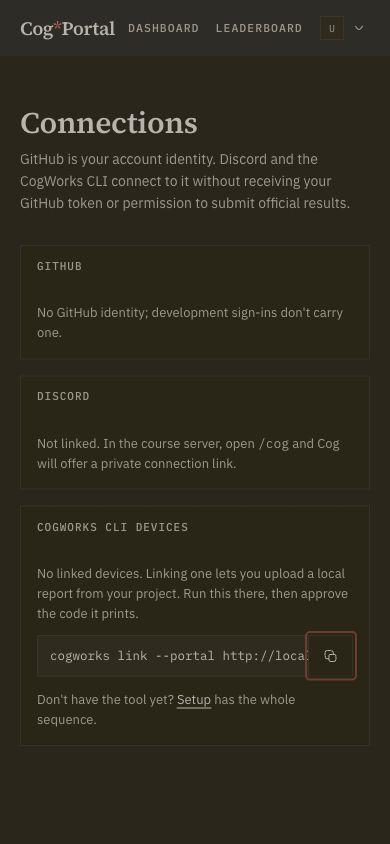 Cog*Portal DASHBOARD LEADERBOARD U
Connections
GitHub is your account identity. Discord and the
CogWorks CLI connect to it without receiving your
GitHub token or permission to submit official results.
GITHUB
No GitHub identity; development sign-ins don't carry
one.
DISCORD
Not linked. In the course server, open /cog and Cog
will offer a private connection link.
COGWORKS CLI DEVICES
No linked devices. Linking one lets you upload a local
report from your project. Run this there, then approve
the code it prints.
cogworks link --portal http://local
Don't have the tool yet? Setup has the whole
sequence.